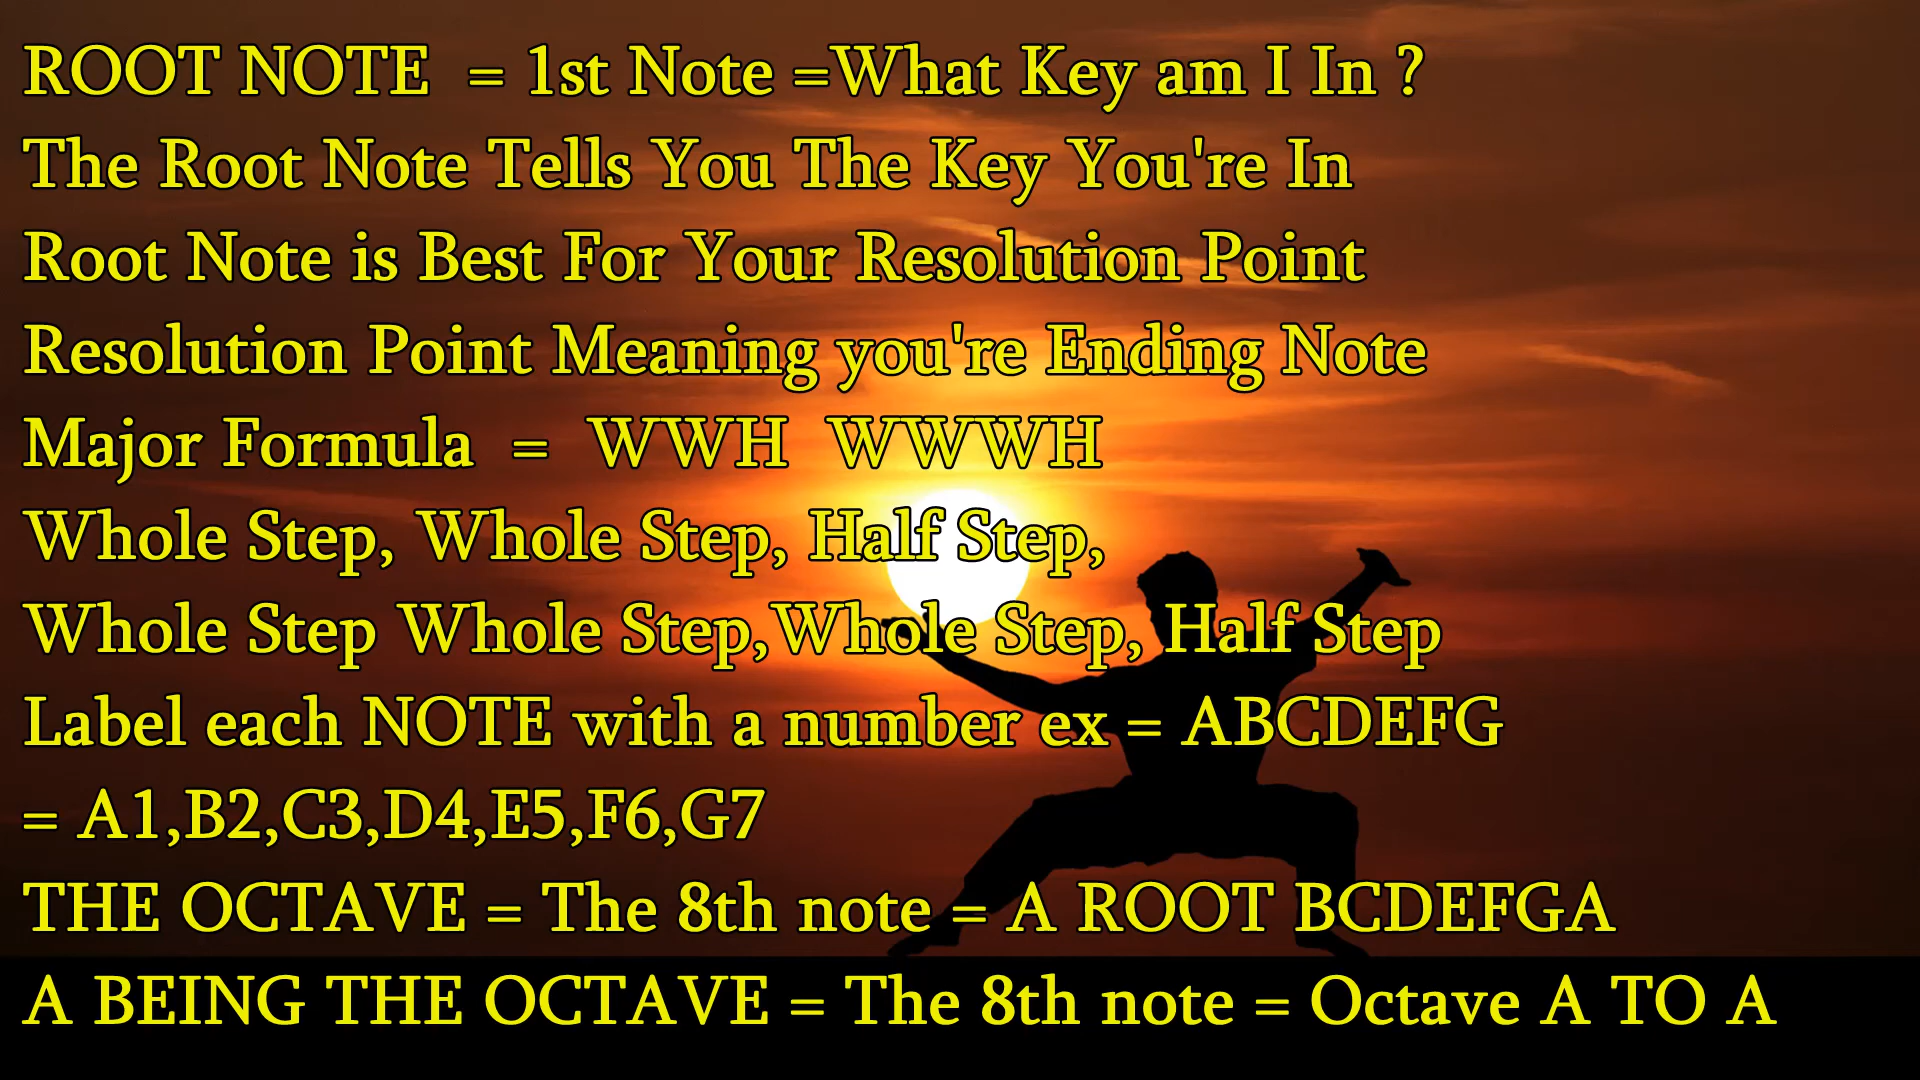 ROOT NOTE = 1st Note =What Key am I In ?
The Root Note Tells You The Key You're In
Root Note is Best For Your Resolution Point
Resolution Point Meaning you're Ending Note
Major Formula = WWH WWWH
Whole Step, Whole Step, Half Step,
Whole Step Whole Step,Whole Step, Half Step
Label each NOTE with a number ex = ABCDEFG
= A1,B2,C3,D4,E5,F6,G7
THE OCTAVE = The 8th note = A ROOT BCDEFGA
A BEING THE OCTAVE = The 8th note = Octave A TO A